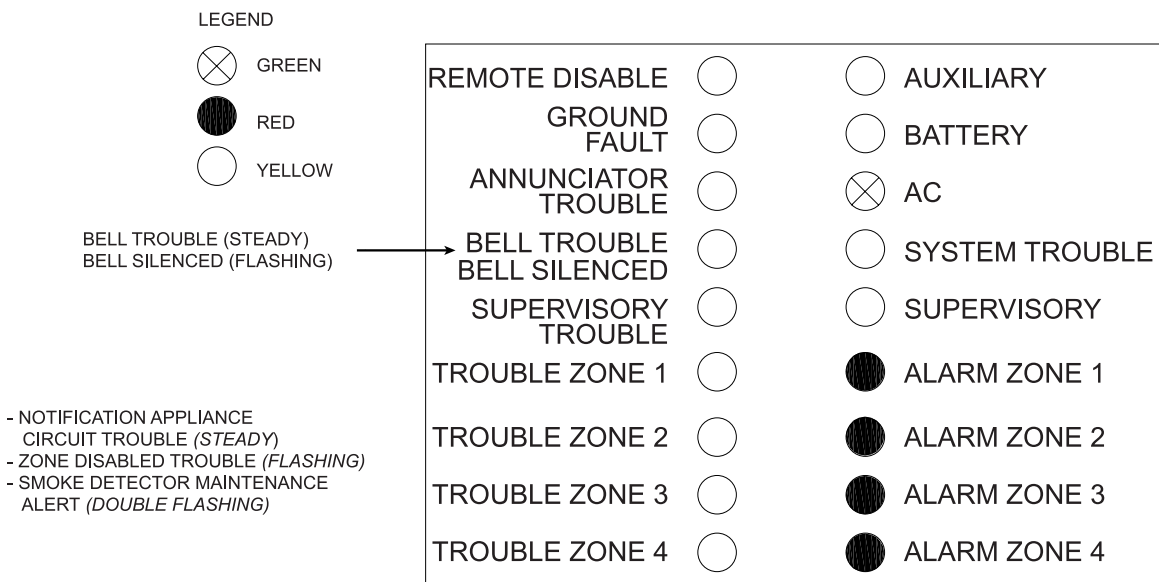 LEGEND
GREEN
RED
YELLOW
BELL TROUBLE (STEADY)
BELL SILENCED (FLASHING)
- NOTIFICATION APPLIANCE
CIRCUIT TROUBLE (STEADY)
- ZONE DISABLED TROUBLE (FLASHING)
- SMOKE DETECTOR MAINTENANCE
ALERT (DOUBLE FLASHING)
REMOTE DISABLE
GROUND
FAULT
ANNUNCIATOR
TROUBLE
BELL TROUBLE
BELL SILENCED
SUPERVISORY
TROUBLE
TROUBLE ZONE 1
TROUBLE ZONE 2
TROUBLE ZONE 3
TROUBLE ZONE 4
AUXILIARY
BATTERY
AC
SYSTEM TROUBLE
SUPERVISORY
ALARM ZONE 1
ALARM ZONE 2
ALARM ZONE 3
ALARM ZONE 4